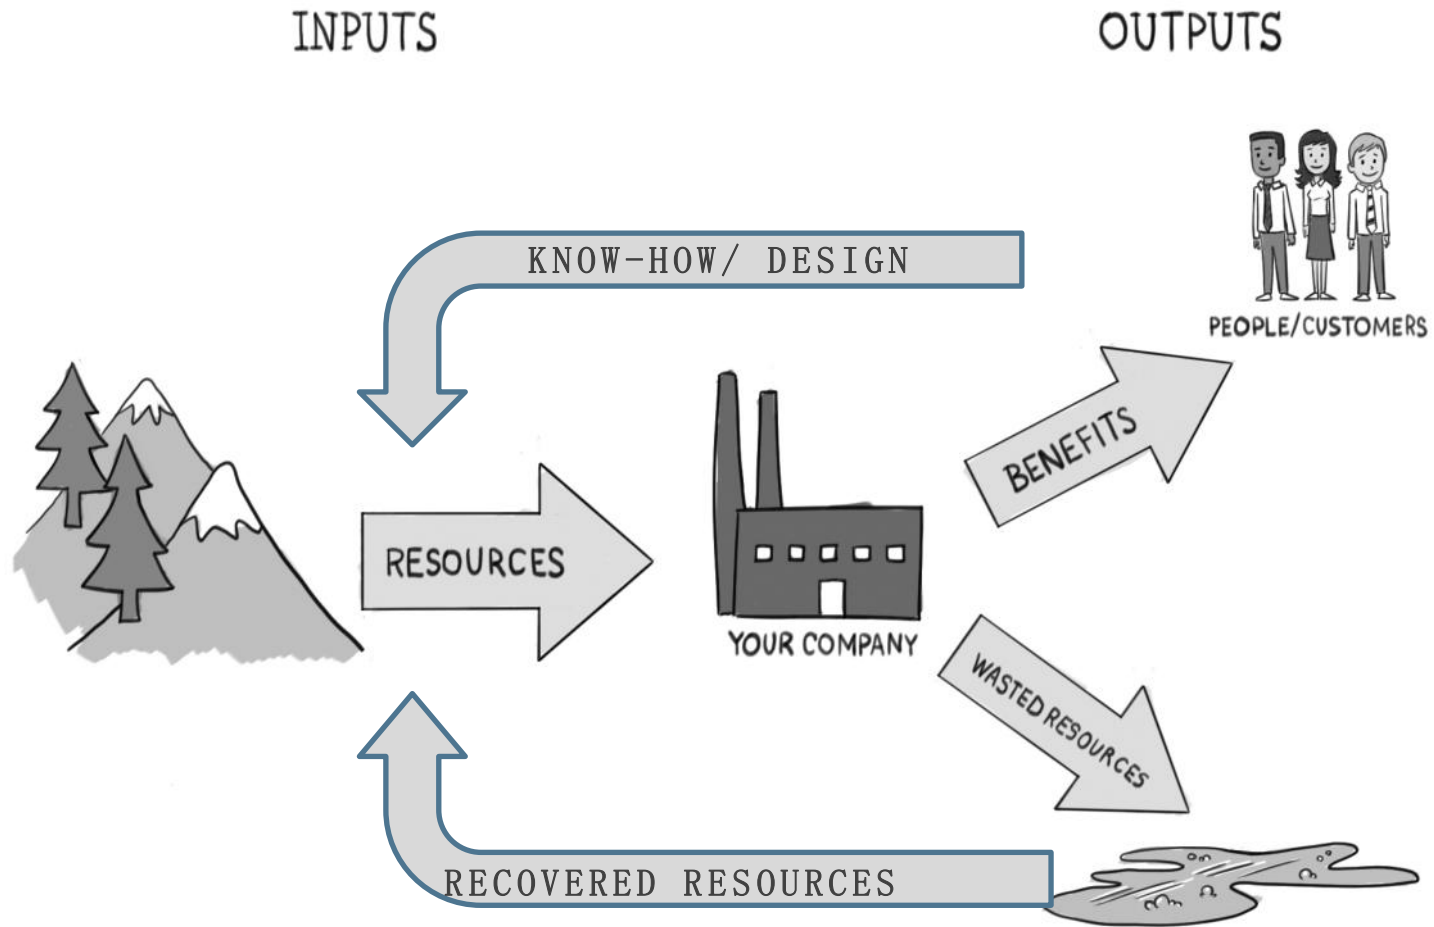 INPUTS
OUTPUTS
KNOW-HOW/ DESIGN
PEOPLE/CUSTOMERS
BENEFITS
RESOURCES
YOUR COMPANY
WASTED RESOURCES
RECOVERED RESOURCES